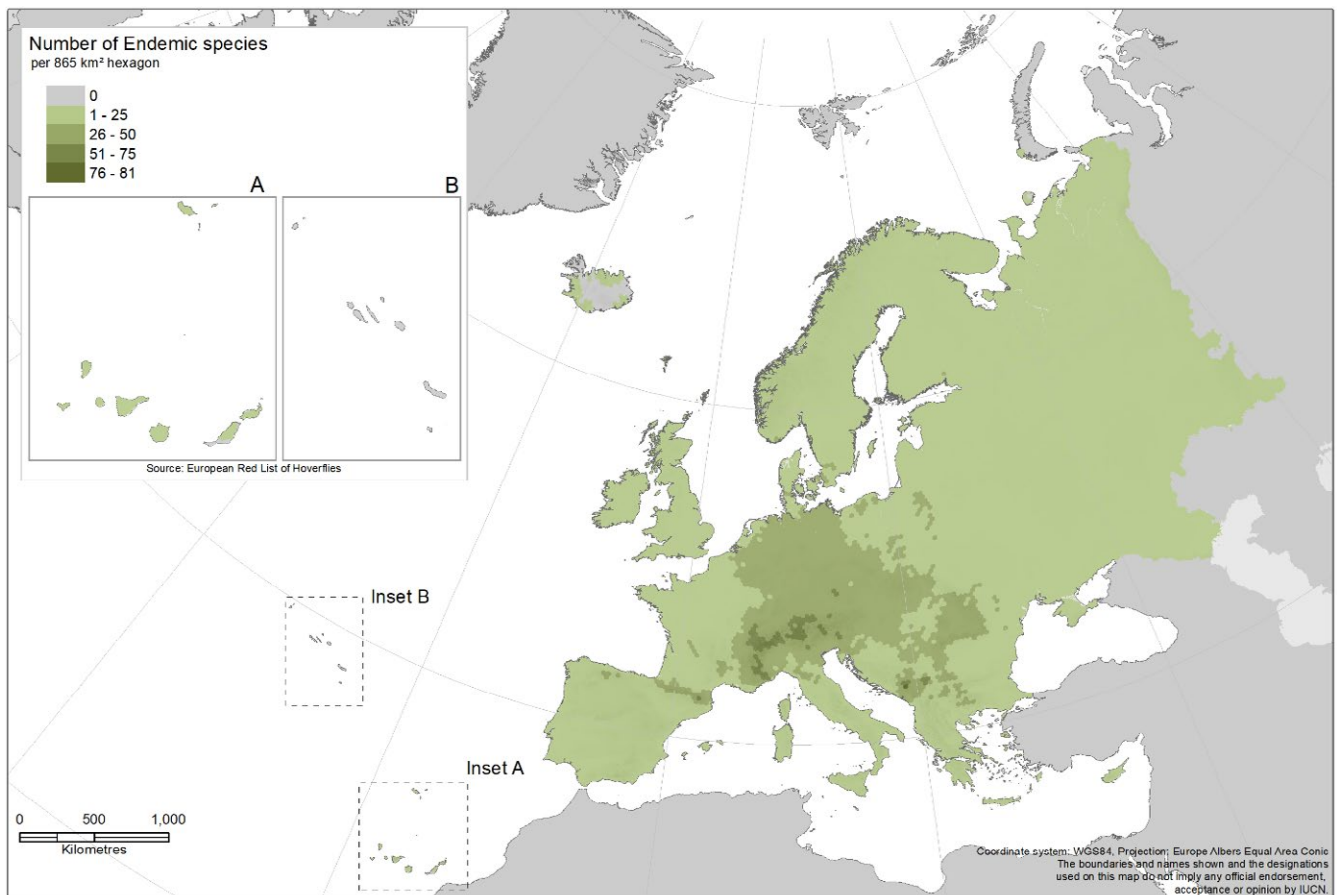 Number of Endemic species
per 865 km² hexagon
0
1 - 25
26 - 50
51 - 75
76 - 81
A
B
Source: European Red List of Hoverflies
Inset B
Inset A
0 500 1,000
Kilometres
Coordinate system: WGS84, Projection: Europe Albers Equal Area Conic
The boundaries and names shown and the designations
used on this map do not imply any official endorsement,
acceptance or opinion by IUCN.